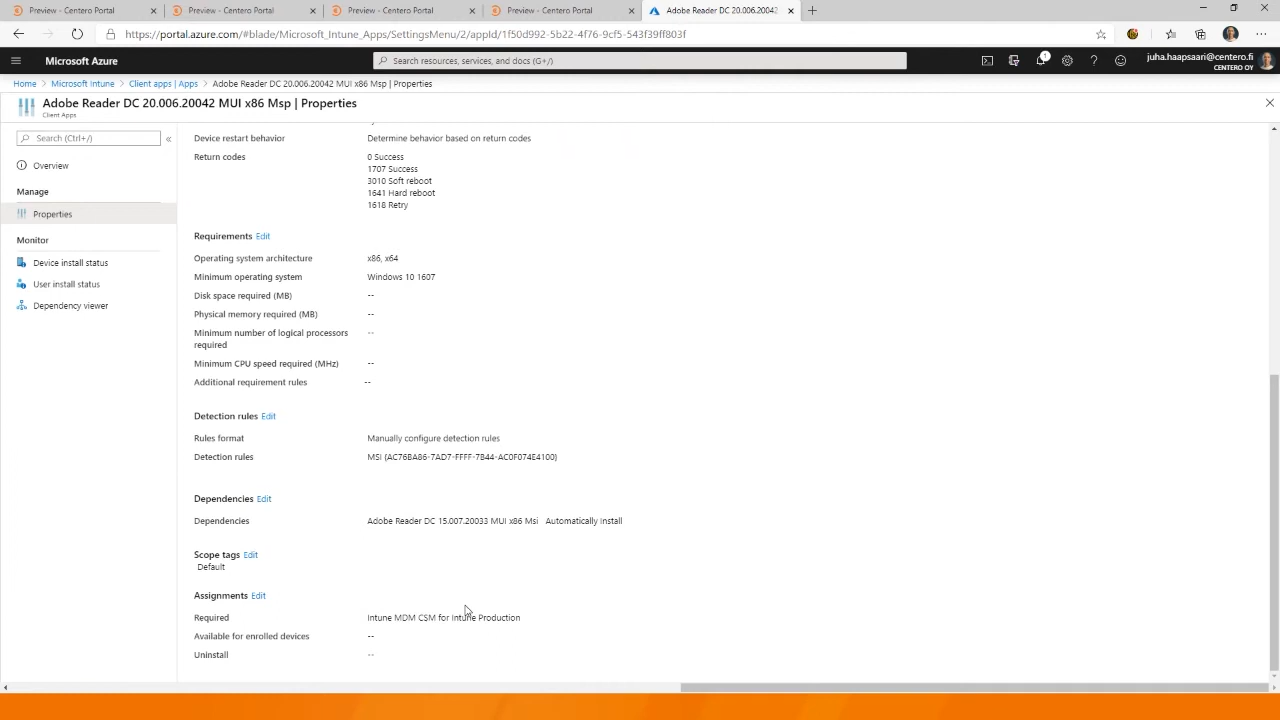 Preview - Centero Portal
Preview - Centero Portal
Preview - Centero Portal
Preview - Centero Portal
Adobe Reader DC 20.006.20042
https://portal.azure.com/#blade/Microsoft_Intune_Apps/SettingsMenu/2/appId/1f50d992-5b22-4f76-9cf5-543f39ff803f
Microsoft Azure
Search resources, services, and docs (G+/)
1
juha.haapsaari@centero.fi
CENTERO OY
Home > Microsoft Intune > Client apps | Apps > Adobe Reader DC 20.006.20042 MUI x86 Msp | Properties
Adobe Reader DC 20.006.20042 MUI x86 Msp | Properties
Client Apps
Search (Ctrl+/)
«
Overview
Manage
Properties
Monitor
Device install status
User install status
Dependency viewer
Device restart behavior Determine behavior based on return codes
Return codes 0 Success
1707 Success
3010 Soft reboot
1641 Hard reboot
1618 Retry
Requirements Edit
Operating system architecture x86, x64
Minimum operating system Windows 10 1607
Disk space required (MB) --
Physical memory required (MB) --
Minimum number of logical processors --
required
Minimum CPU speed required (MHz) --
Additional requirement rules --
Detection rules Edit
Rules format Manually configure detection rules
Detection rules MSI {AC76BA86-7AD7-FFFF-7B44-AC0F074E4100}
Dependencies Edit
Dependencies Adobe Reader DC 15.007.20033 MUI x86 Msi Automatically Install
Scope tags Edit
Default
Assignments Edit
Required Intune MDM CSM for Intune Production
Available for enrolled devices --
Uninstall --